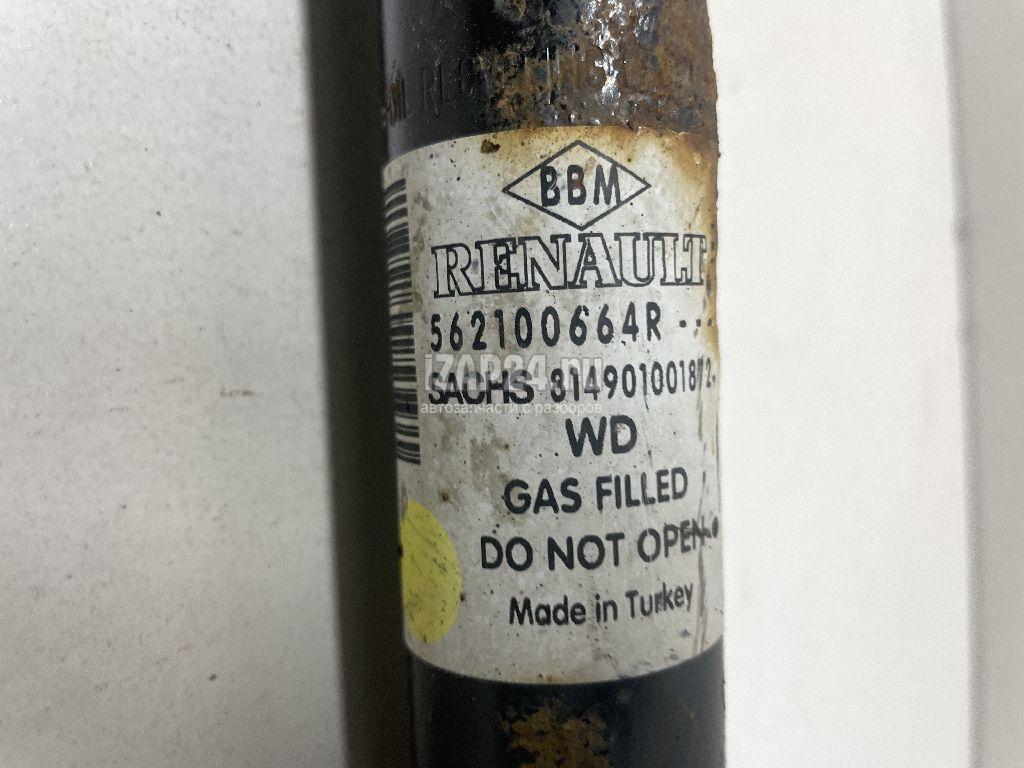 BBM
RENAULT
562100664R
iZAP24.ru
SACHS 814901001872
автозапчасти с разборов
WD
GAS FILLED
DO NOT OPEN
Made in Turkey